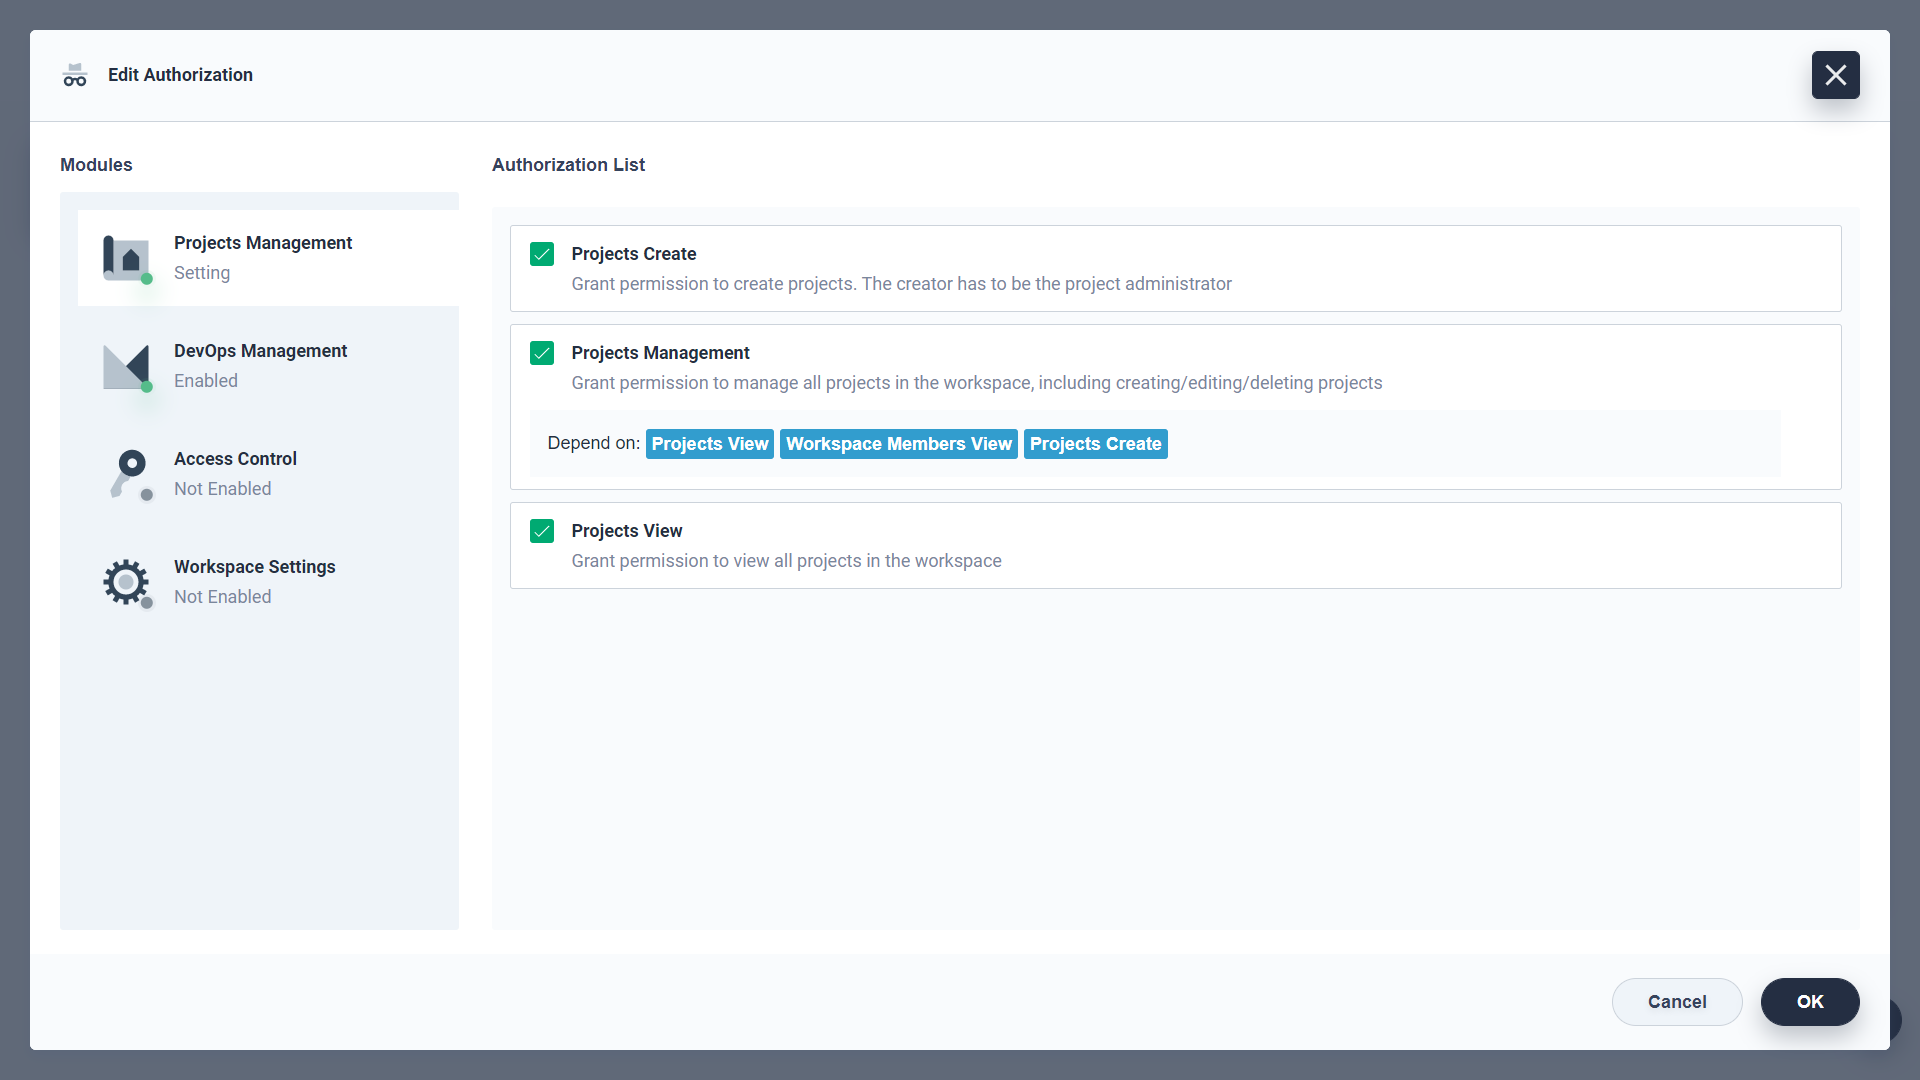 Edit Authorization
Modules
Projects Management
Setting
DevOps Management
Enabled
Access Control
Not Enabled
Workspace Settings
Not Enabled
Authorization List
Projects Create
Grant permission to create projects. The creator has to be the project administrator
Projects Management
Grant permission to manage all projects in the workspace, including creating/editing/deleting projects
Depend on: Projects View Workspace Members View Projects Create
Projects View
Grant permission to view all projects in the workspace
Cancel OK